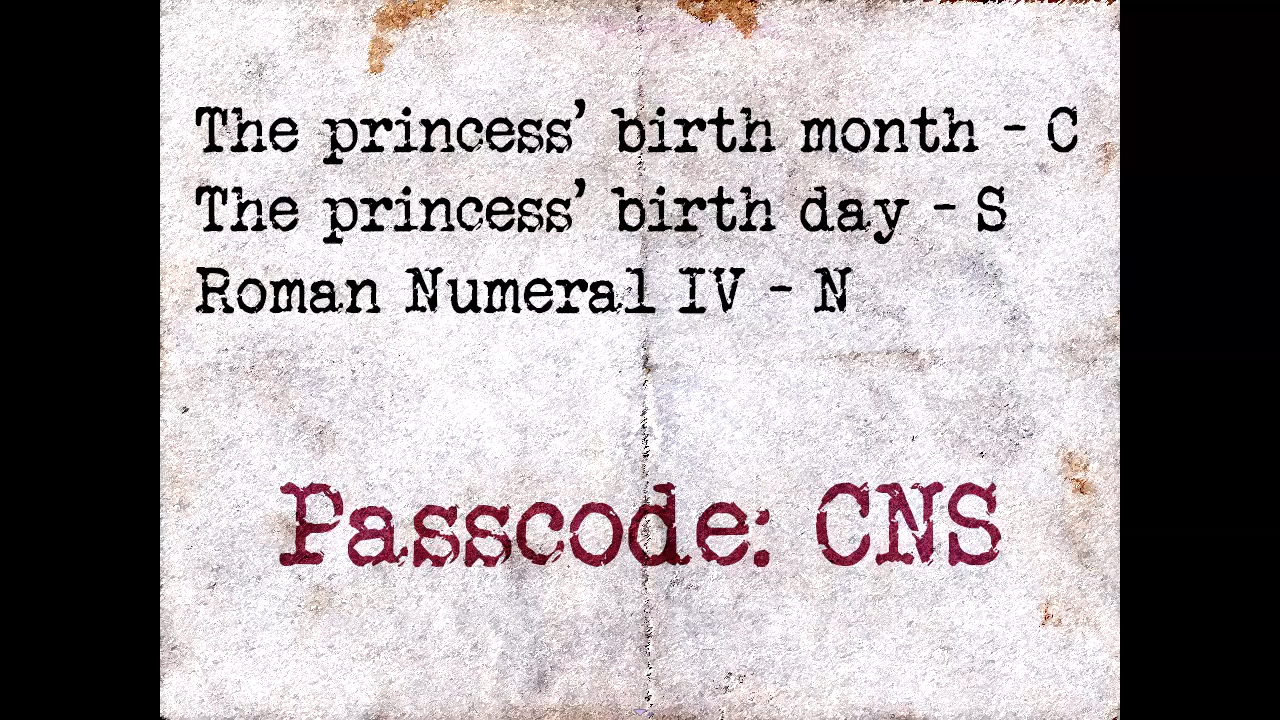 The princess’ birth month - C
The princess’ birth day - S
Roman Numeral IV - N
Passcode: CNS